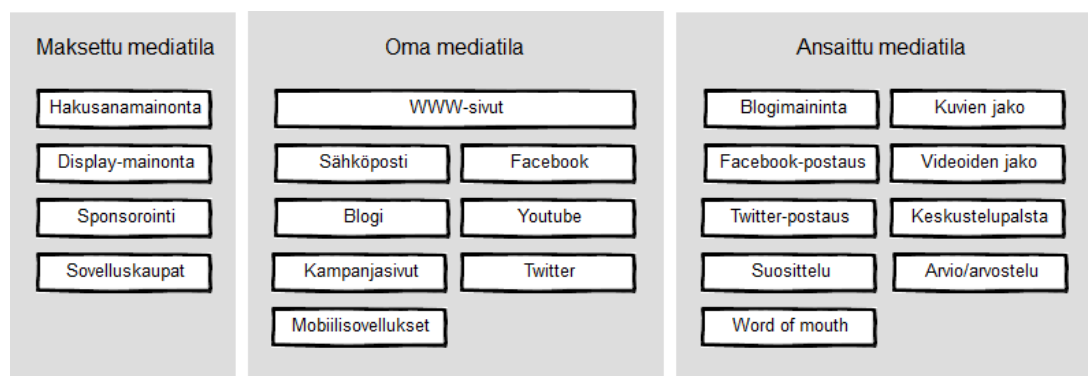 Maksettu mediatila
Hakusanamainonta
Display-mainonta
Sponsorointi
Sovelluskaupat
Oma mediatila
WWW-sivut
Sähköposti
Facebook
Blogi
Youtube
Kampanjasivut
Twitter
Mobiilisovellukset
Ansaittu mediatila
Blogimaininta
Kuvien jako
Facebook-postaus
Videoiden jako
Twitter-postaus
Keskustelupalsta
Suosittelu
Arvio/arvostelu
Word of mouth